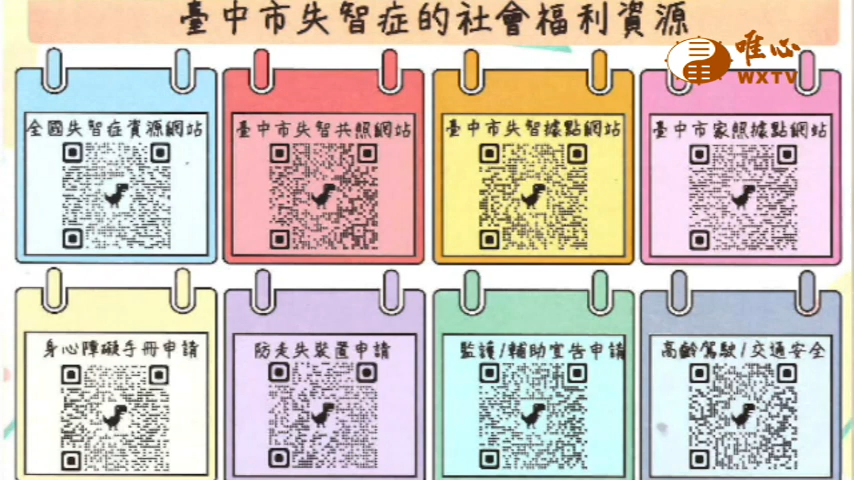 臺中市失智症的社會福利資源
唯心
WXTV
全國失智症資源網站
臺中市失智共照網站
臺中市失智據點網站
臺中市家照據點網站
身心障礙手冊申請
防走失裝置申請
監護/輔助宣告申請
高齡駕駛/交通安全